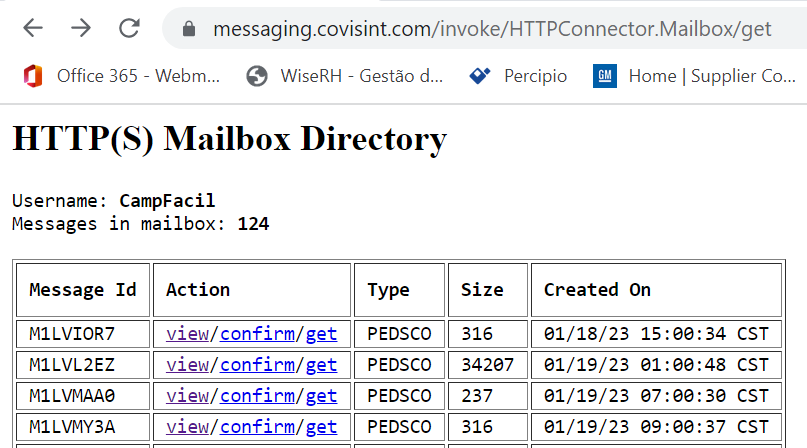 messaging.covisint.com/invoke/HTTPConnector.Mailbox/get
Office 365 - Webm... WiseRH - Gestão d... Percipio GM Home | Supplier Co...
HTTP(S) Mailbox Directory
Username: CampFacil
Messages in mailbox: 124
Message Id Action Type Size Created On
M1LVIOR7 view/confirm/get PEDSCO 316 01/18/23 15:00:34 CST
M1LVL2EZ view/confirm/get PEDSCO 34207 01/19/23 01:00:48 CST
M1LVMAA0 view/confirm/get PEDSCO 237 01/19/23 07:00:30 CST
M1LVMY3A view/confirm/get PEDSCO 316 01/19/23 09:00:37 CST